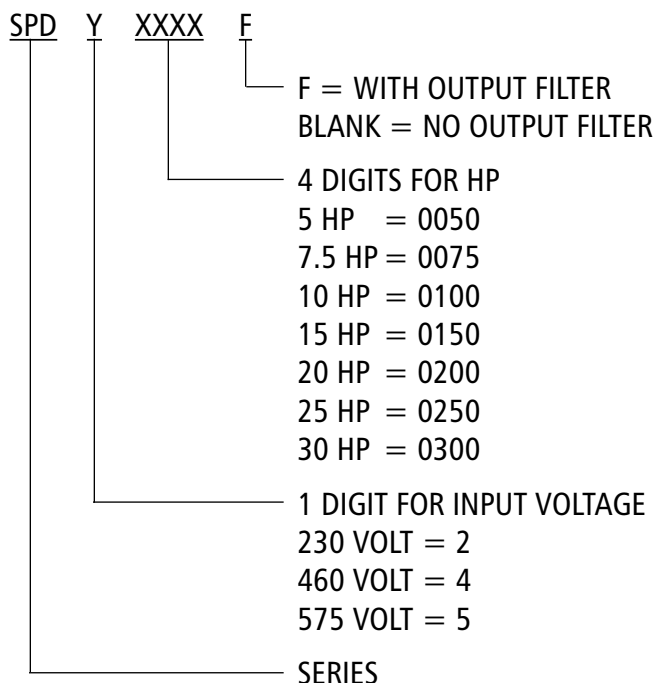 SPD Y XXXX F
F = WITH OUTPUT FILTER
BLANK = NO OUTPUT FILTER
4 DIGITS FOR HP
5 HP = 0050
7.5 HP = 0075
10 HP = 0100
15 HP = 0150
20 HP = 0200
25 HP = 0250
30 HP = 0300
1 DIGIT FOR INPUT VOLTAGE
230 VOLT = 2
460 VOLT = 4
575 VOLT = 5
SERIES